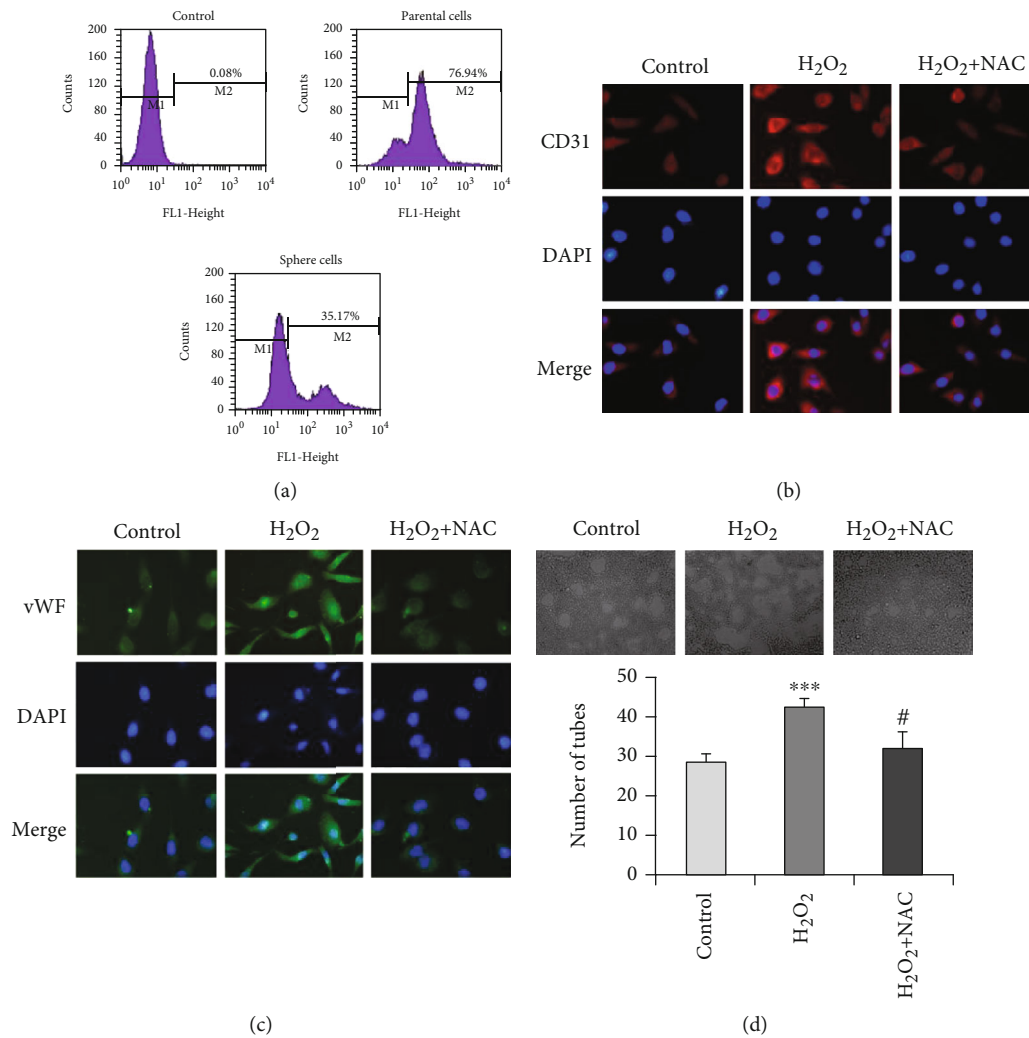 Control
200
160
120
80
40
0
Counts
0.08%
M1
M2
10⁰ 10¹ 10² 10³ 10⁴
FL1-Height
Parental cells
200
160
120
80
40
0
Counts
76.94%
M1
M2
10⁰ 10¹ 10² 10³ 10⁴
FL1-Height
Sphere cells
200
160
120
80
40
0
Counts
35.17%
M1
M2
10⁰ 10¹ 10² 10³ 10⁴
FL1-Height
(a)
Control H₂O₂ H₂O₂+NAC
CD31
DAPI
Merge
(b)
Control H₂O₂ H₂O₂+NAC
vWF
DAPI
Merge
(c)
Control H₂O₂ H₂O₂+NAC
50
40
30
20
10
0
Number of tubes
***
#
Control
H₂O₂
H₂O₂+NAC
(d)